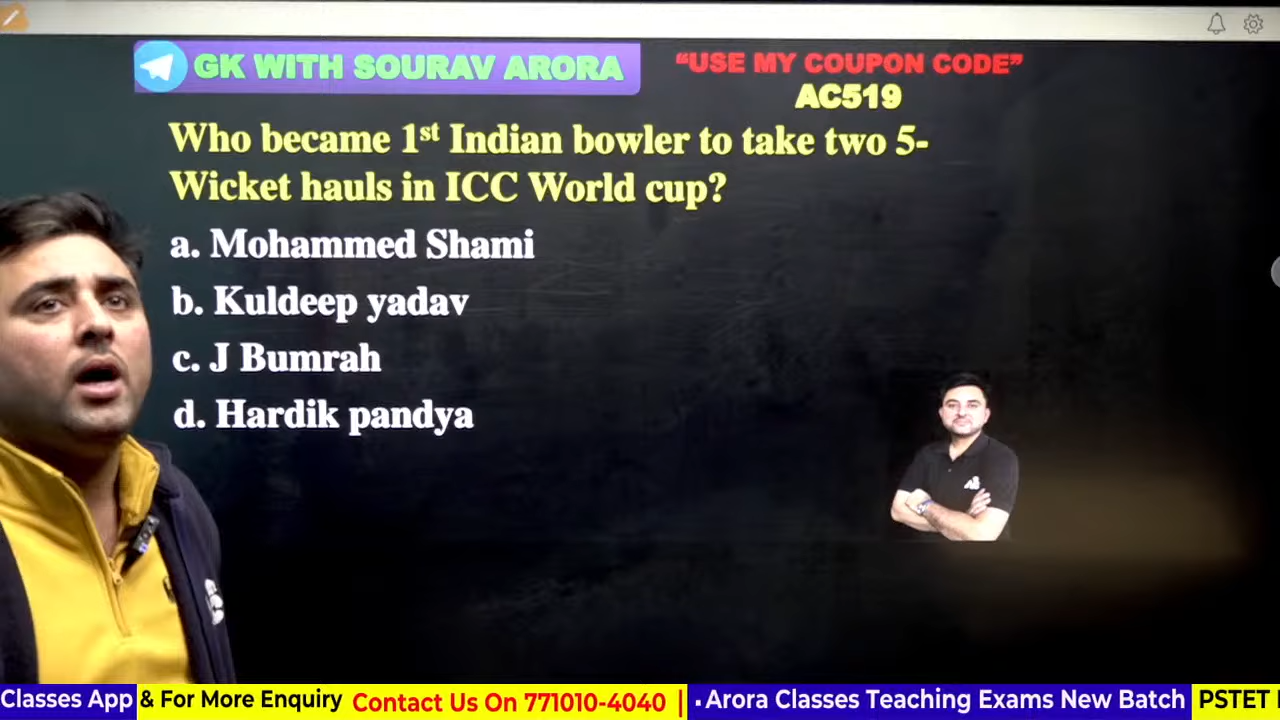 GK WITH SOURAV ARORA
“USE MY COUPON CODE”
AC519
Who became 1st Indian bowler to take two 5-
Wicket hauls in ICC World cup?
a. Mohammed Shami
b. Kuldeep yadav
c. J Bumrah
d. Hardik pandya
Classes App & For More Enquiry Contact Us On 771010-4040 | ▪ Arora Classes Teaching Exams New Batch PSTET